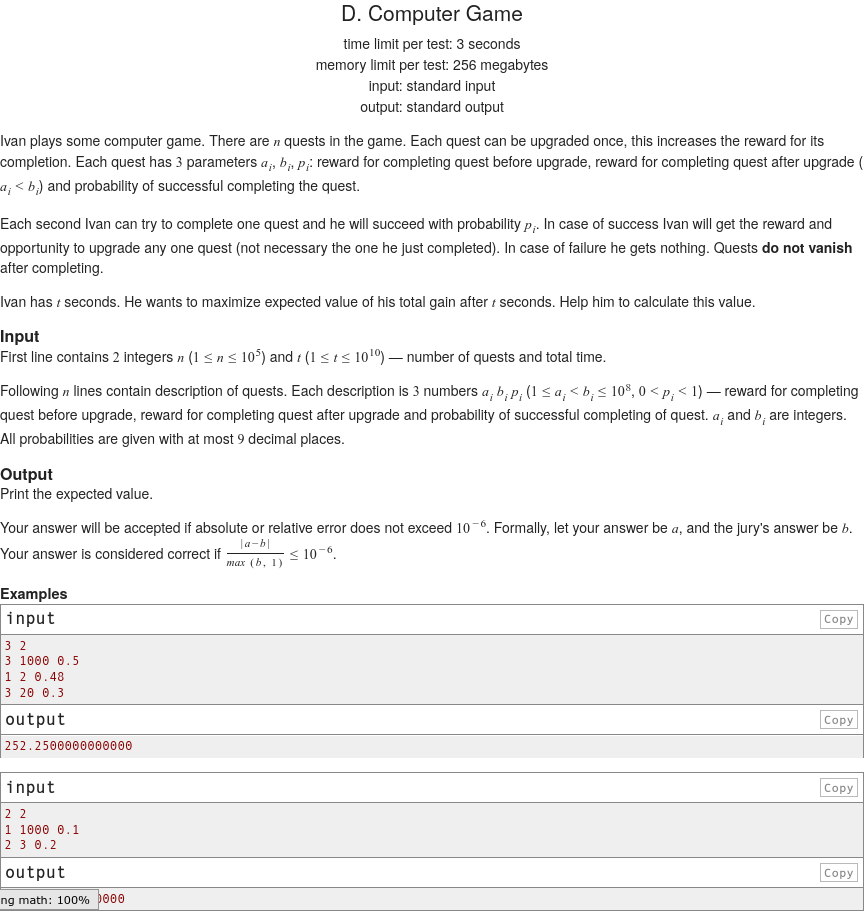 D. Computer Game
time limit per test: 3 seconds
memory limit per test: 256 megabytes
input: standard input
output: standard output
Ivan plays some computer game. There are n quests in the game. Each quest can be upgraded once, this increases the reward for its
completion. Each quest has 3 parameters a_i, b_i, p_i: reward for completing quest before upgrade, reward for completing quest after upgrade (
a_i < b_i) and probability of successful completing the quest.
Each second Ivan can try to complete one quest and he will succeed with probability p_i. In case of success Ivan will get the reward and
opportunity to upgrade any one quest (not necessary the one he just completed). In case of failure he gets nothing. Quests do not vanish
after completing.
Ivan has t seconds. He wants to maximize expected value of his total gain after t seconds. Help him to calculate this value.
Input
First line contains 2 integers n (1 ≤ n ≤ 10^5) and t (1 ≤ t ≤ 10^10) — number of quests and total time.
Following n lines contain description of quests. Each description is 3 numbers a_i b_i p_i (1 ≤ a_i < b_i ≤ 10^8, 0 < p_i < 1) — reward for completing
quest before upgrade, reward for completing quest after upgrade and probability of successful completing of quest. a_i and b_i are integers.
All probabilities are given with at most 9 decimal places.
Output
Print the expected value.
Your answer will be accepted if absolute or relative error does not exceed 10^-6. Formally, let your answer be a, and the jury's answer be b.
Your answer is considered correct if |a-b| / max (b, 1) ≤ 10^-6.
Examples
input
Copy
3 2
3 1000 0.5
1 2 0.48
3 20 0.3
output
Copy
252.2500000000000
input
Copy
2 2
1 1000 0.1
2 3 0.2
output
Copy
ng math: 100%
0000